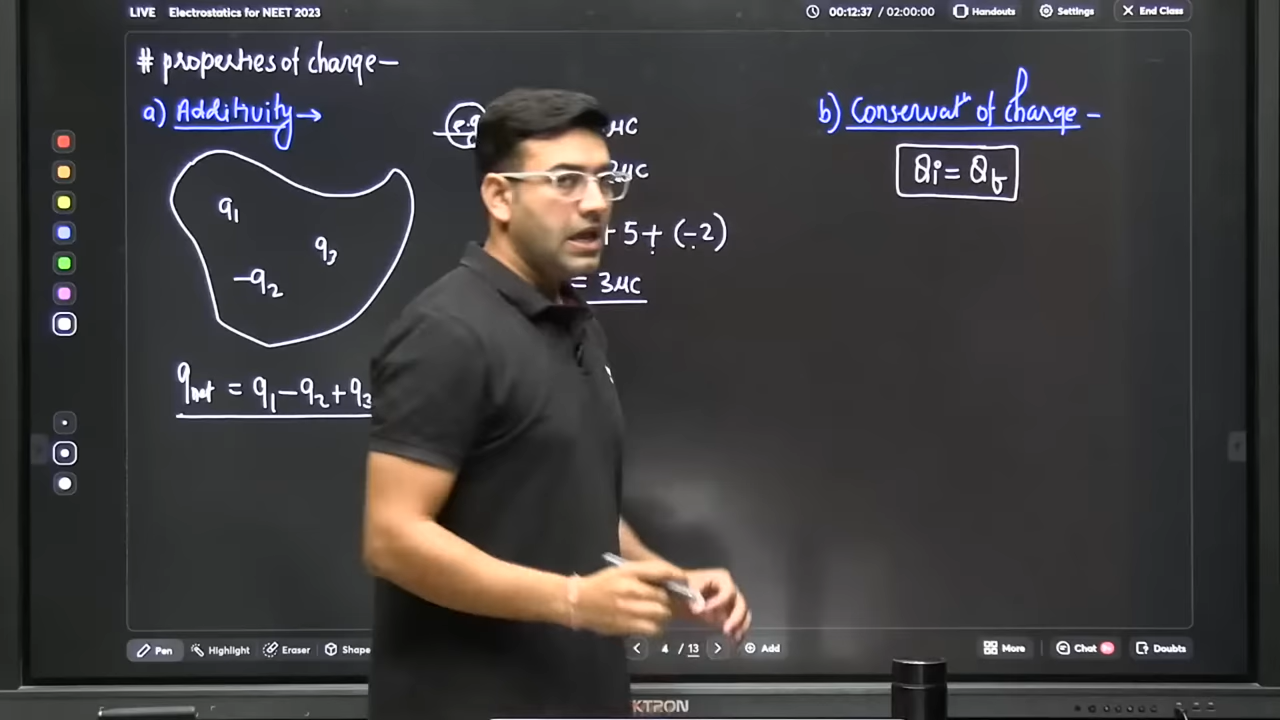 LIVE Electrostatics for NEET 2023
00:12:37 / 02:00:00 Handouts Settings End Class
# properties of charge—
a) Additivity →
e.g
μC
2μC
+5+ (-2)
= 3μC
q1
q3
-q2
qnet = q1-q2+q3
b) Conservatn of charge -
Qi = Qf
Pen Highlight Eraser Shape
4 / 13 Add
More Chat Doubts
KTRON